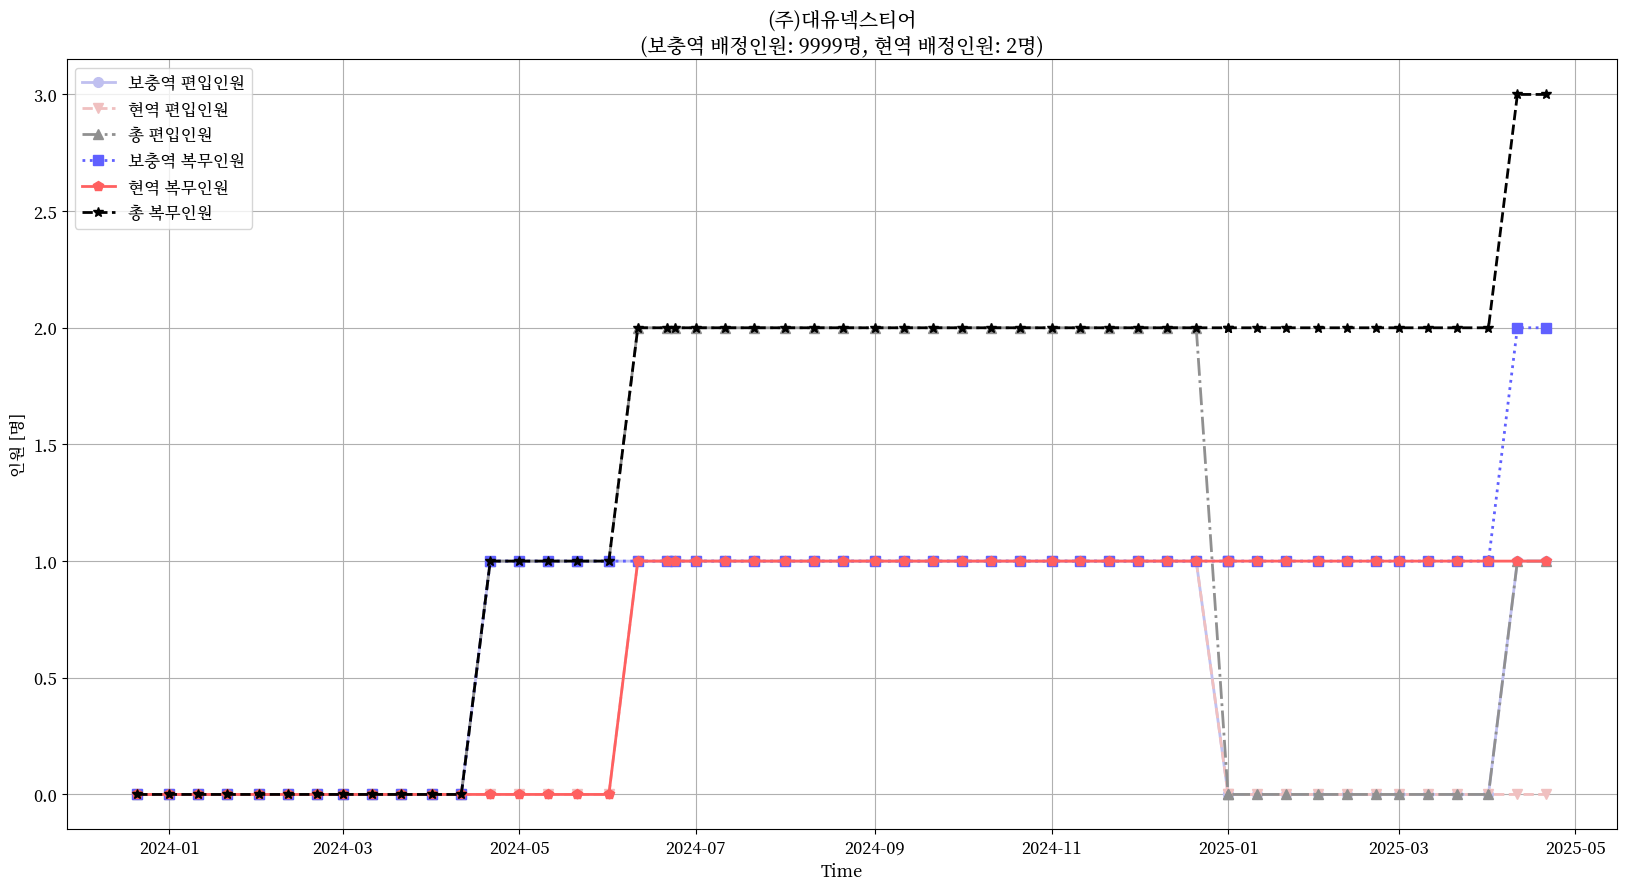 (주)대유넥스티어
(보충역 배정인원: 9999명, 현역 배정인원: 2명)
보충역 편입인원
현역 편입인원
총 편입인원
보충역 복무인원
현역 복무인원
총 복무인원
3.0
2.5
2.0
1.5
1.0
0.5
0.0
인원 [명]
2024-01
2024-03
2024-05
2024-07
2024-09
2024-11
2025-01
2025-03
2025-05
Time